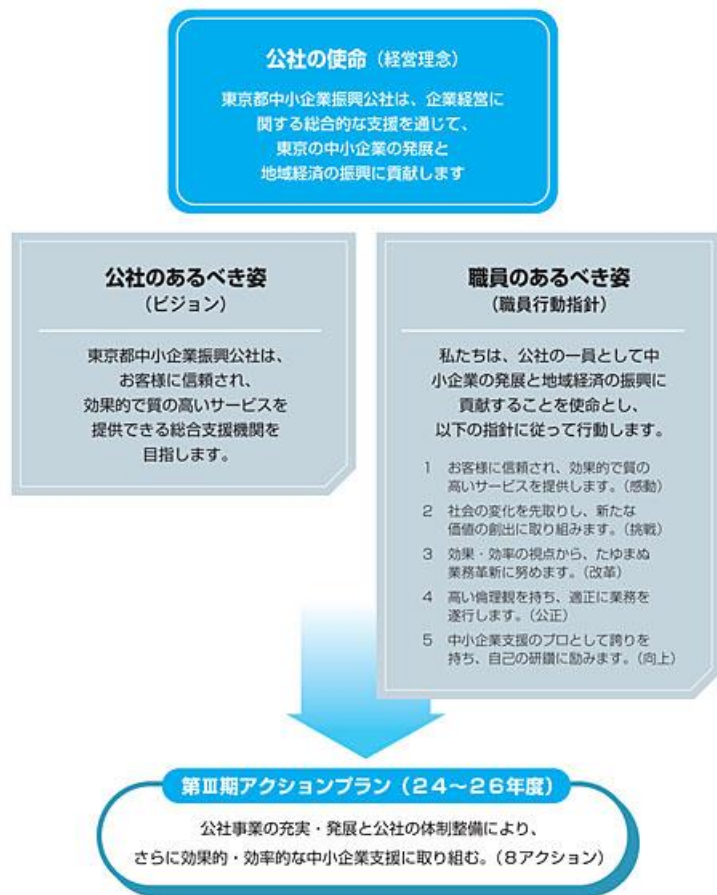 公社の使命（経営理念）
東京都中小企業振興公社は、企業経営に
関する総合的な支援を通じて、
東京の中小企業の発展と
地域経済の振興に貢献します
公社のあるべき姿
（ビジョン）
東京都中小企業振興公社は、
お客様に信頼され、
効果的で質の高いサービスを
提供できる総合支援機関を
目指します。
職員のあるべき姿
（職員行動指針）
私たちは、公社の一員として中
小企業の発展と地域経済の振興に
貢献することを使命とし、
以下の指針に従って行動します。
1 お客様に信頼され、効果的で質の
高いサービスを提供します。（感動）
2 社会の変化を先取りし、新たな
価値の創出に取り組みます。（挑戦）
3 効果・効率の視点から、たゆまぬ
業務革新に努めます。（改革）
4 高い倫理観を持ち、適正に業務を
遂行します。（公正）
5 中小企業支援のプロとして誇りを
持ち、自己の研鑽に励みます。（向上）
第Ⅲ期アクションプラン（24〜26年度）
公社事業の充実・発展と公社の体制整備により、
さらに効果的・効率的な中小企業支援に取り組む。（8アクション）